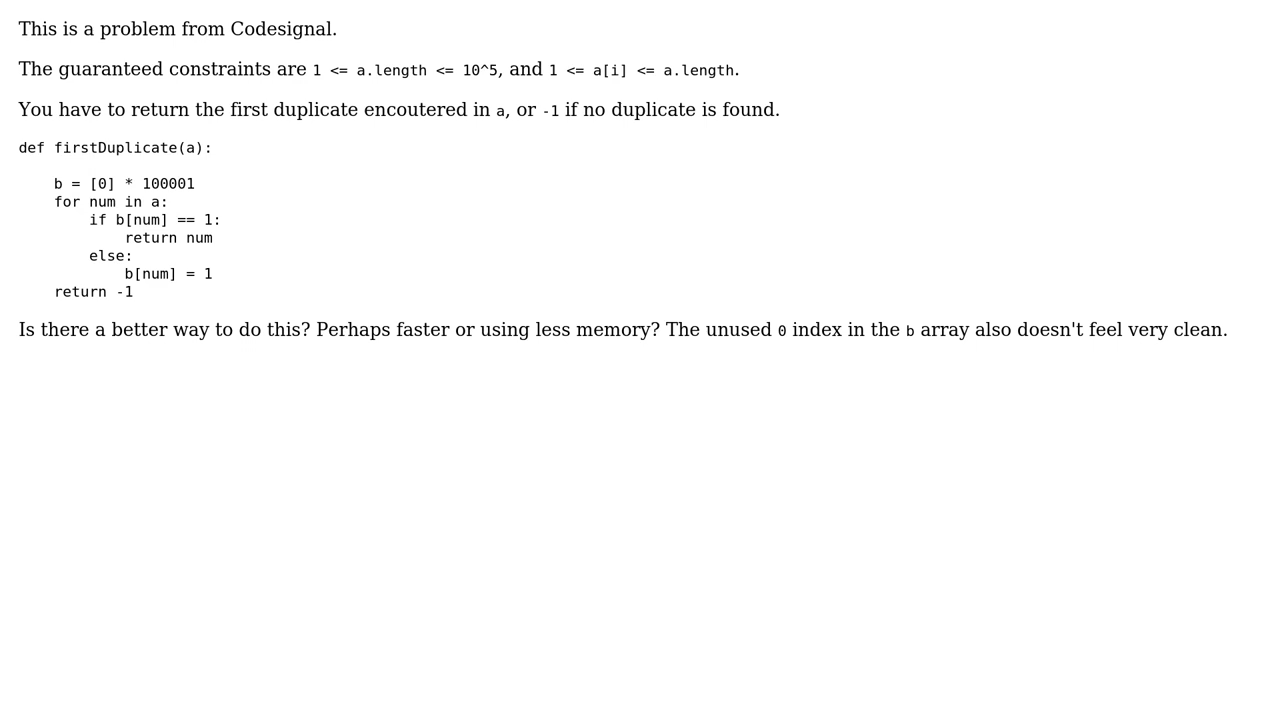 This is a problem from Codesignal.
The guaranteed constraints are 1 <= a.length <= 10^5, and 1 <= a[i] <= a.length.
You have to return the first duplicate encoutered in a, or -1 if no duplicate is found.
def firstDuplicate(a):
    b = [0] * 100001
    for num in a:
        if b[num] == 1:
            return num
        else:
            b[num] = 1
    return -1
Is there a better way to do this? Perhaps faster or using less memory? The unused 0 index in the b array also doesn't feel very clean.